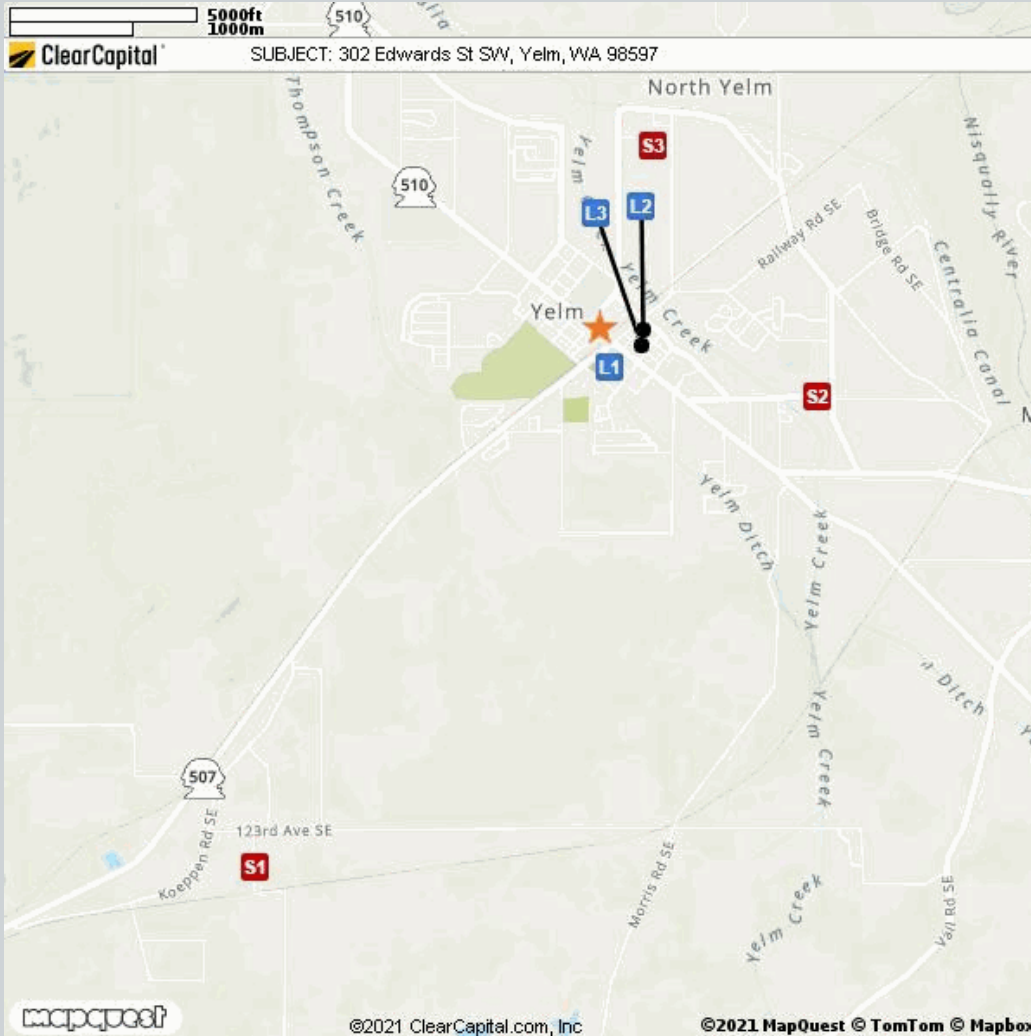 5000ft
1000m
510
ClearCapital
SUBJECT: 302 Edwards St SW, Yelm, WA 98597
North Yelm
Thompson Creek
Nisqually River
S3
510
L3
L2
Railway Rd SE
Bridge Rd SE
Centralia Canal
Yelm Creek
Yelm
L1
S2
Yelm Ditch
Yelm Creek
Ditch
Yelm Creek
507
123rd Ave SE
S1
Koeppen Rd SE
Morris Rd SE
Vail Rd SE
Yelm Creek
mapquest
©2021 ClearCapital.com, Inc
©2021 MapQuest © TomTom © Mapbox